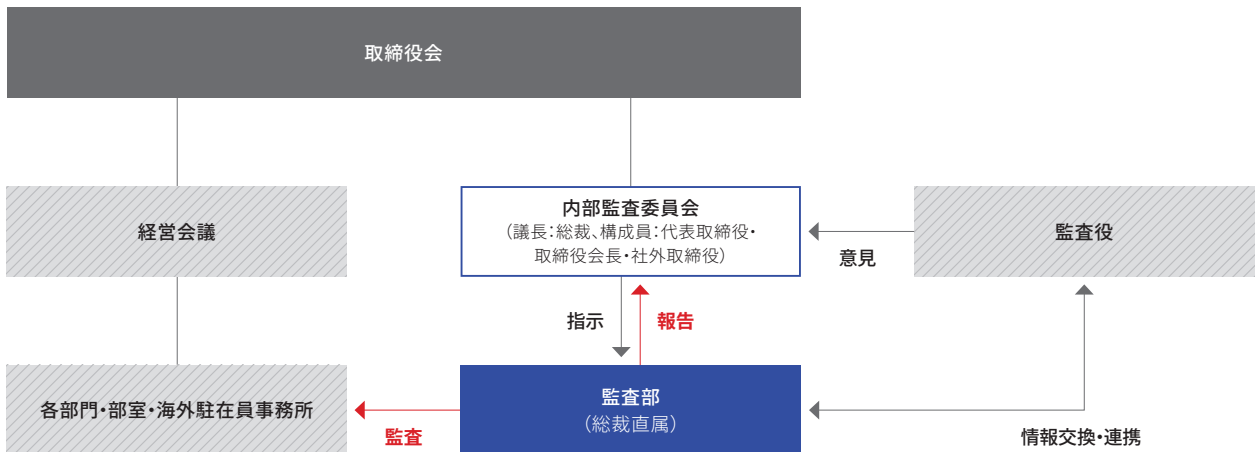 取締役会
経営会議
内部監査委員会
（議長：総裁、構成員：代表取締役・
取締役会長・社外取締役）
監査役
意見
指示
報告
各部門・部室・海外駐在員事務所
監査
監査部
（総裁直属）
情報交換・連携